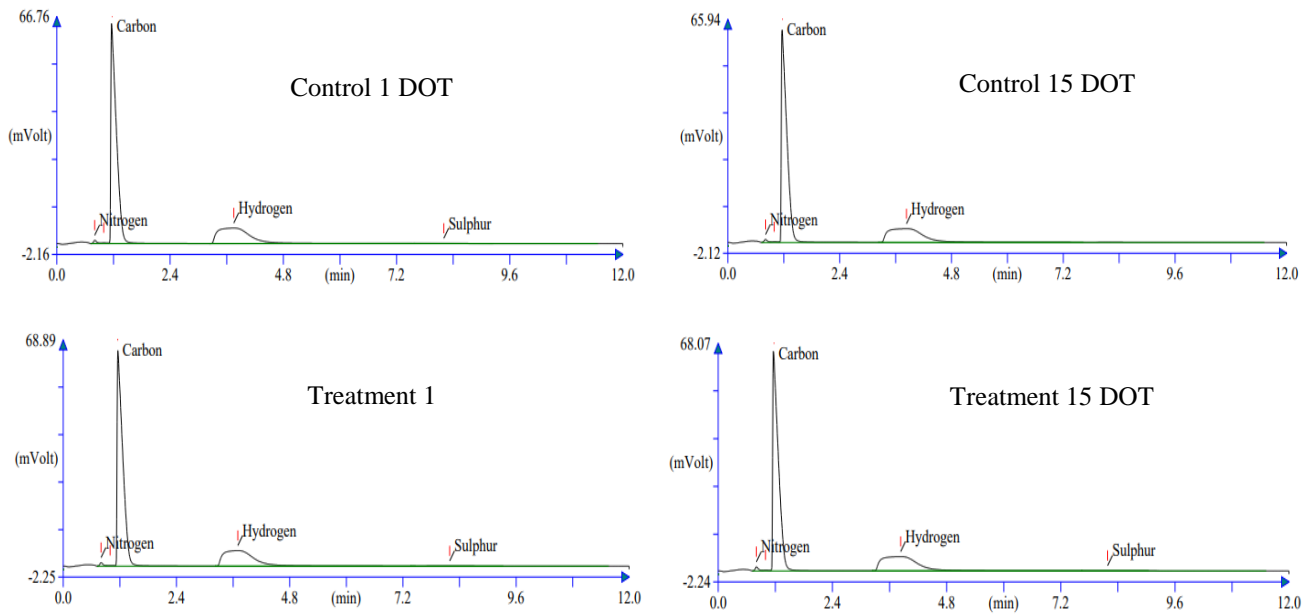 66.76
Carbon
Control 1 DOT
(mVolt)
Nitrogen
Hydrogen
Sulphur
-2.16
0.0
2.4
4.8
(min)
7.2
9.6
12.0
65.94
Carbon
Control 15 DOT
(mVolt)
Nitrogen
Hydrogen
-2.12
0.0
2.4
4.8
(min)
7.2
9.6
12.0
68.89
Carbon
Treatment 1
(mVolt)
Nitrogen
Hydrogen
Sulphur
-2.25
0.0
2.4
4.8
(min)
7.2
9.6
12.0
68.07
Carbon
Treatment 15 DOT
(mVolt)
Nitrogen
Hydrogen
Sulphur
-2.24
0.0
2.4
4.8
(min)
7.2
9.6
12.0